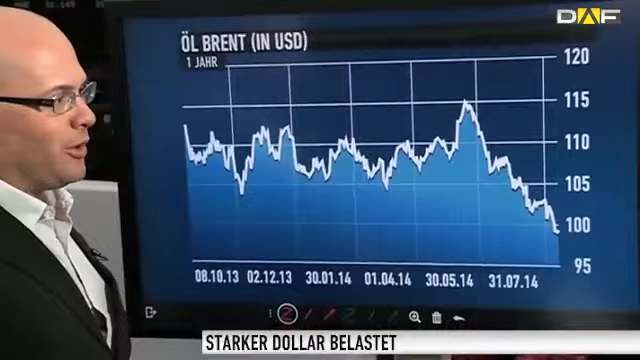 DAF
ÖL BRENT (IN USD)
1 JAHR
120
115
110
105
100
95
08.10.13 02.12.13 30.01.14 01.04.14 30.05.14 31.07.14
STARKER DOLLAR BELASTET